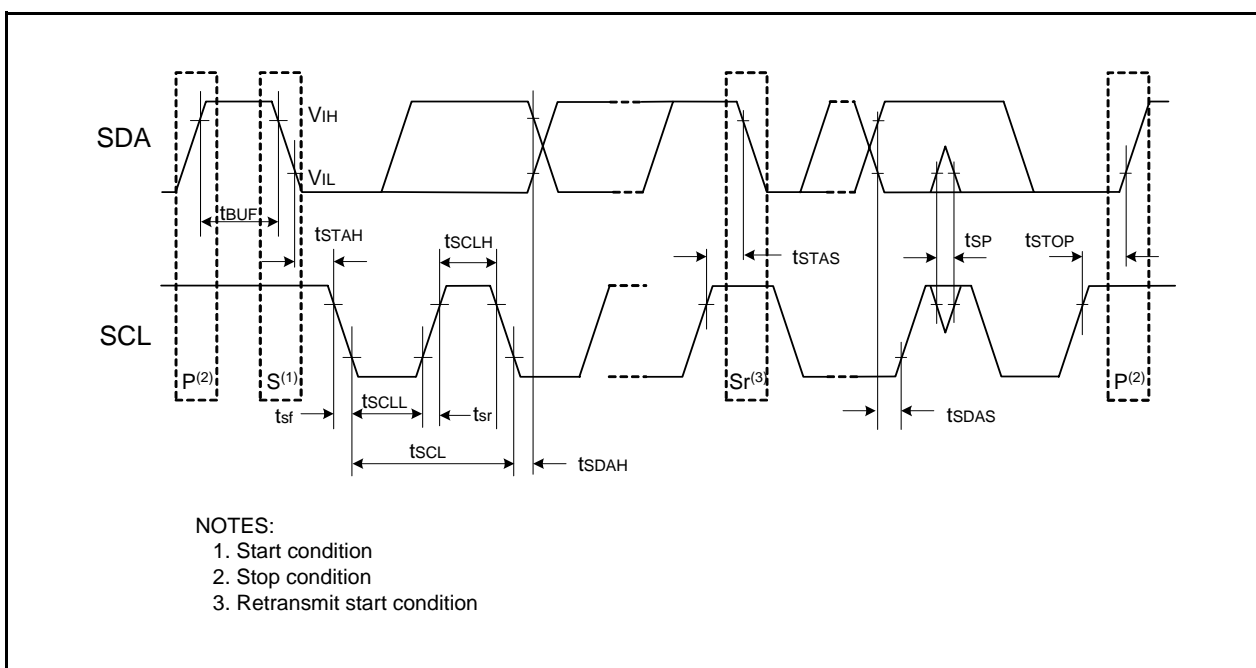 SDA
VIH
VIL
tBUF
tSTAH
tSCLH
tSTAS
tSP
tSTOP
SCL
P(2)
S(1)
Sr(3)
P(2)
tsf
tSCLL
tsr
tSDAS
tSCL
tSDAH
NOTES:
1. Start condition
2. Stop condition
3. Retransmit start condition